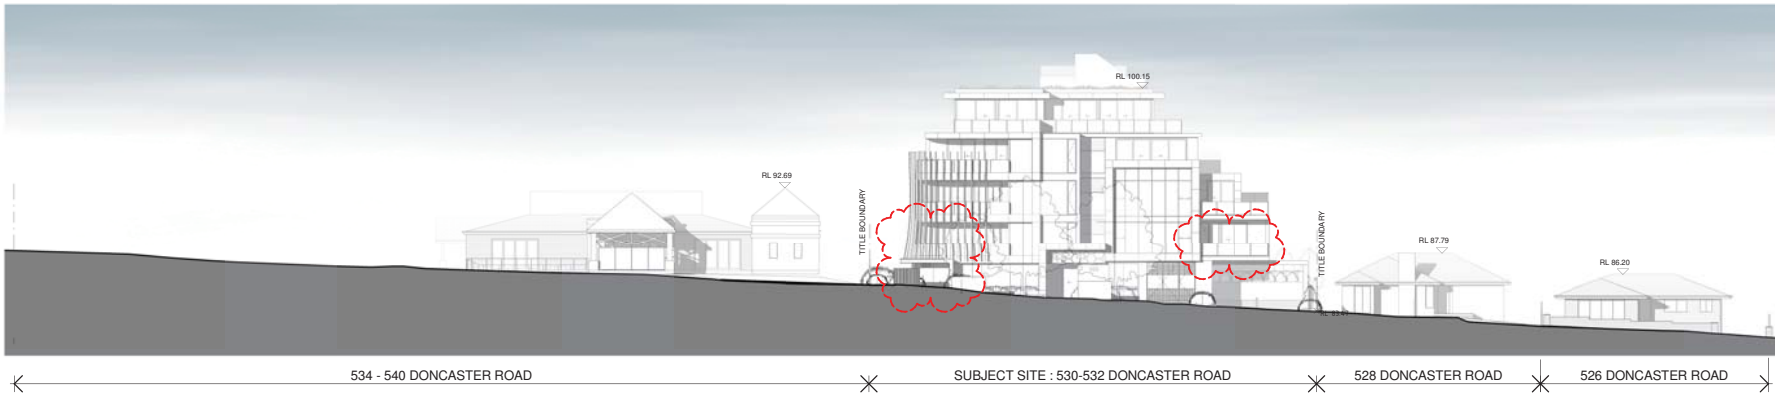 RL 100.15
RL 92.69
TITLE BOUNDARY
TITLE BOUNDARY
RL 87.79
RL 86.20
534 - 540 DONCASTER ROAD
SUBJECT SITE : 530-532 DONCASTER ROAD
528 DONCASTER ROAD
526 DONCASTER ROAD